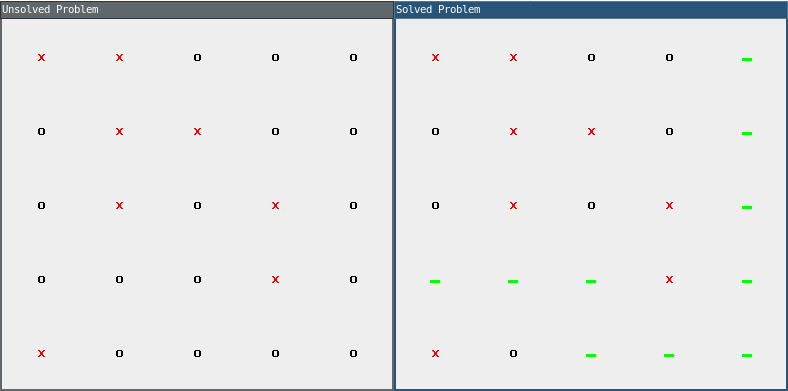 Unsolved Problem
x x o o o
o x x o o
o x o x o
o o o x o
x o o o o
Solved Problem
x x o o -
o x x o -
o x o x -
- - - x -
x o - - -